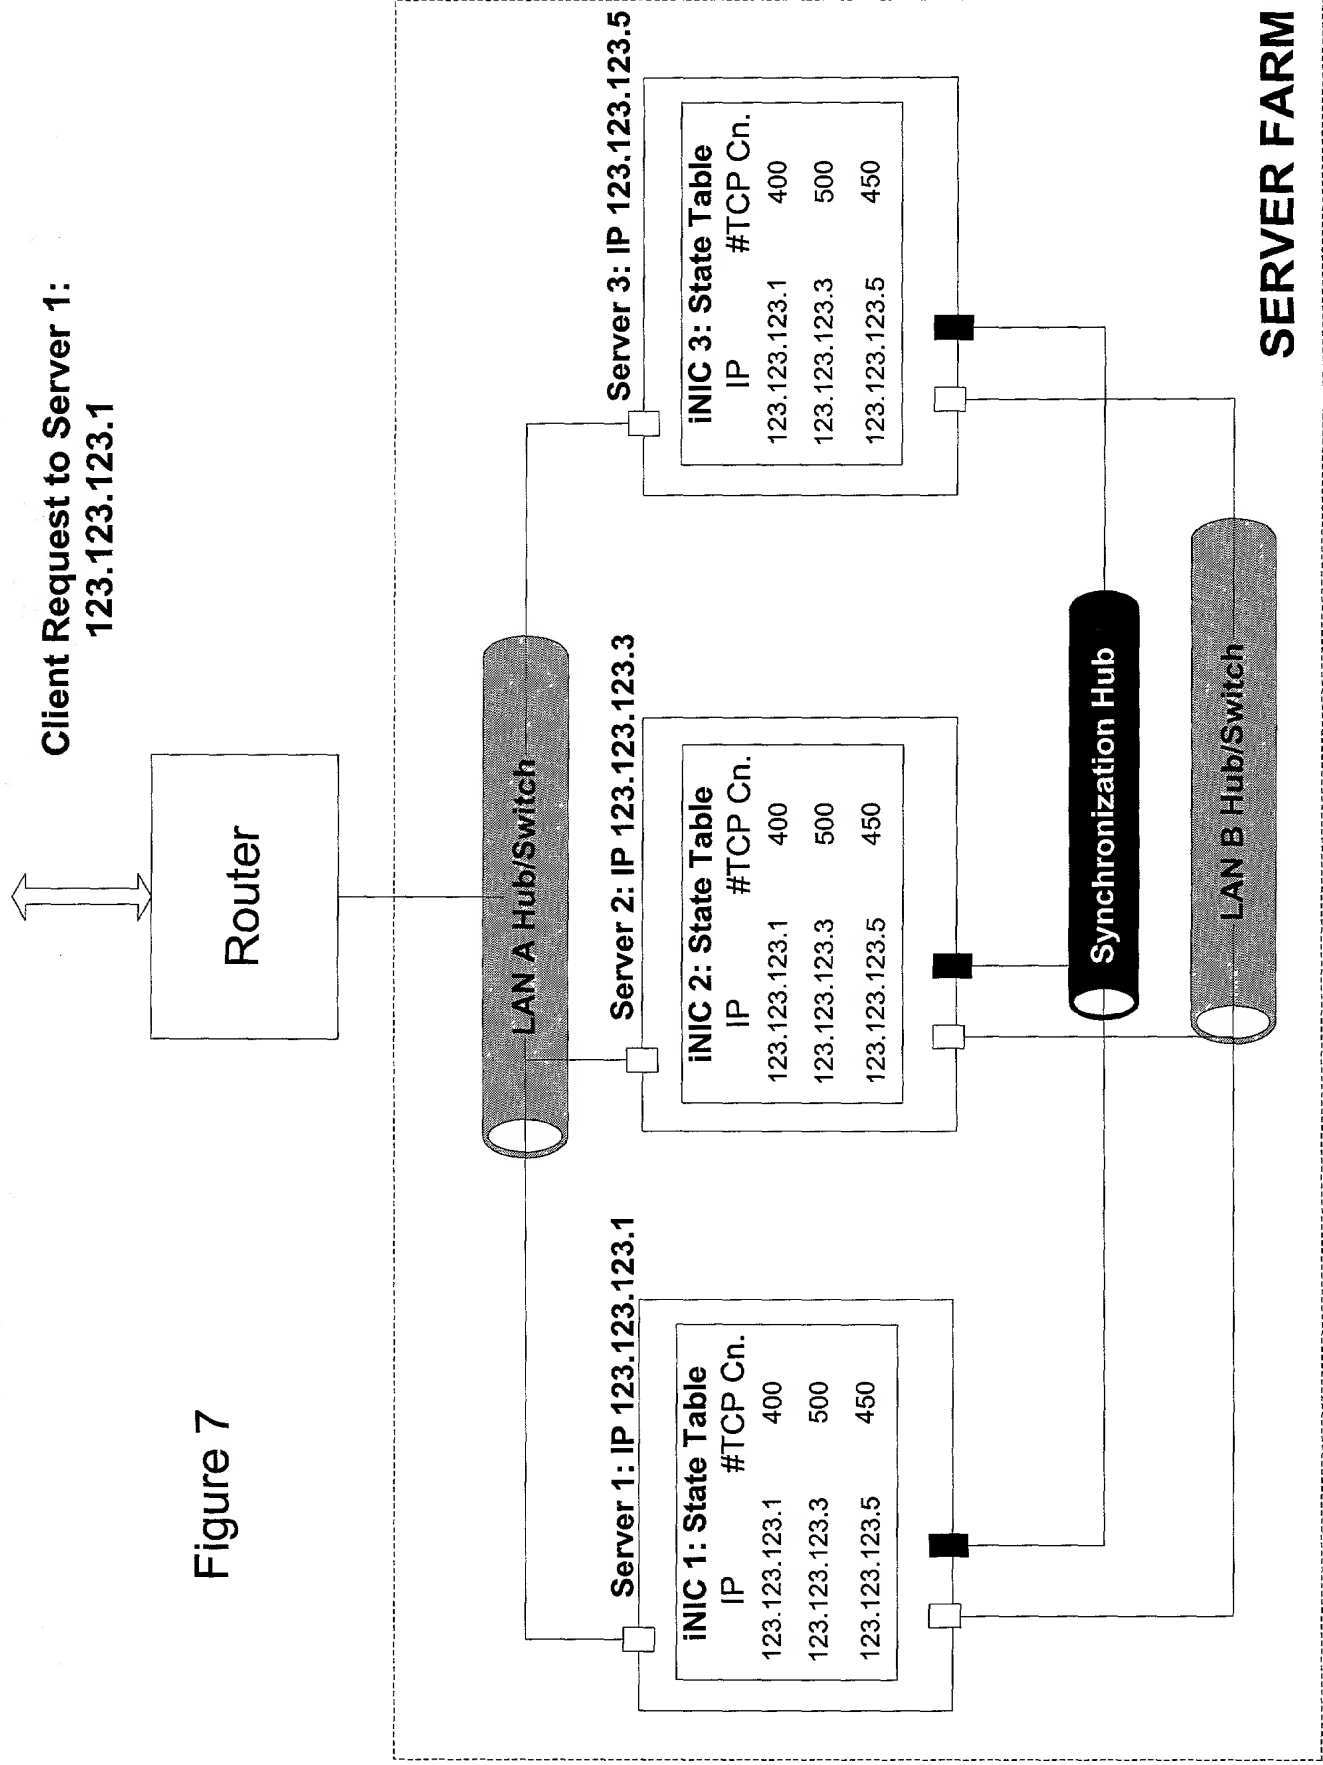 Figure 7
Client Request to Server 1:
123.123.123.1
Router
LAN A Hub/Switch
Server 1: IP 123.123.123.1
iNIC 1: State Table
IP #TCP Cn.
123.123.123.1 400
123.123.123.3 500
123.123.123.5 450
Server 2: IP 123.123.123.3
iNIC 2: State Table
IP #TCP Cn.
123.123.123.1 400
123.123.123.3 500
123.123.123.5 450
Server 3: IP 123.123.123.5
iNIC 3: State Table
IP #TCP Cn.
123.123.123.1 400
123.123.123.3 500
123.123.123.5 450
Synchronization Hub
LAN B Hub/Switch
SERVER FARM